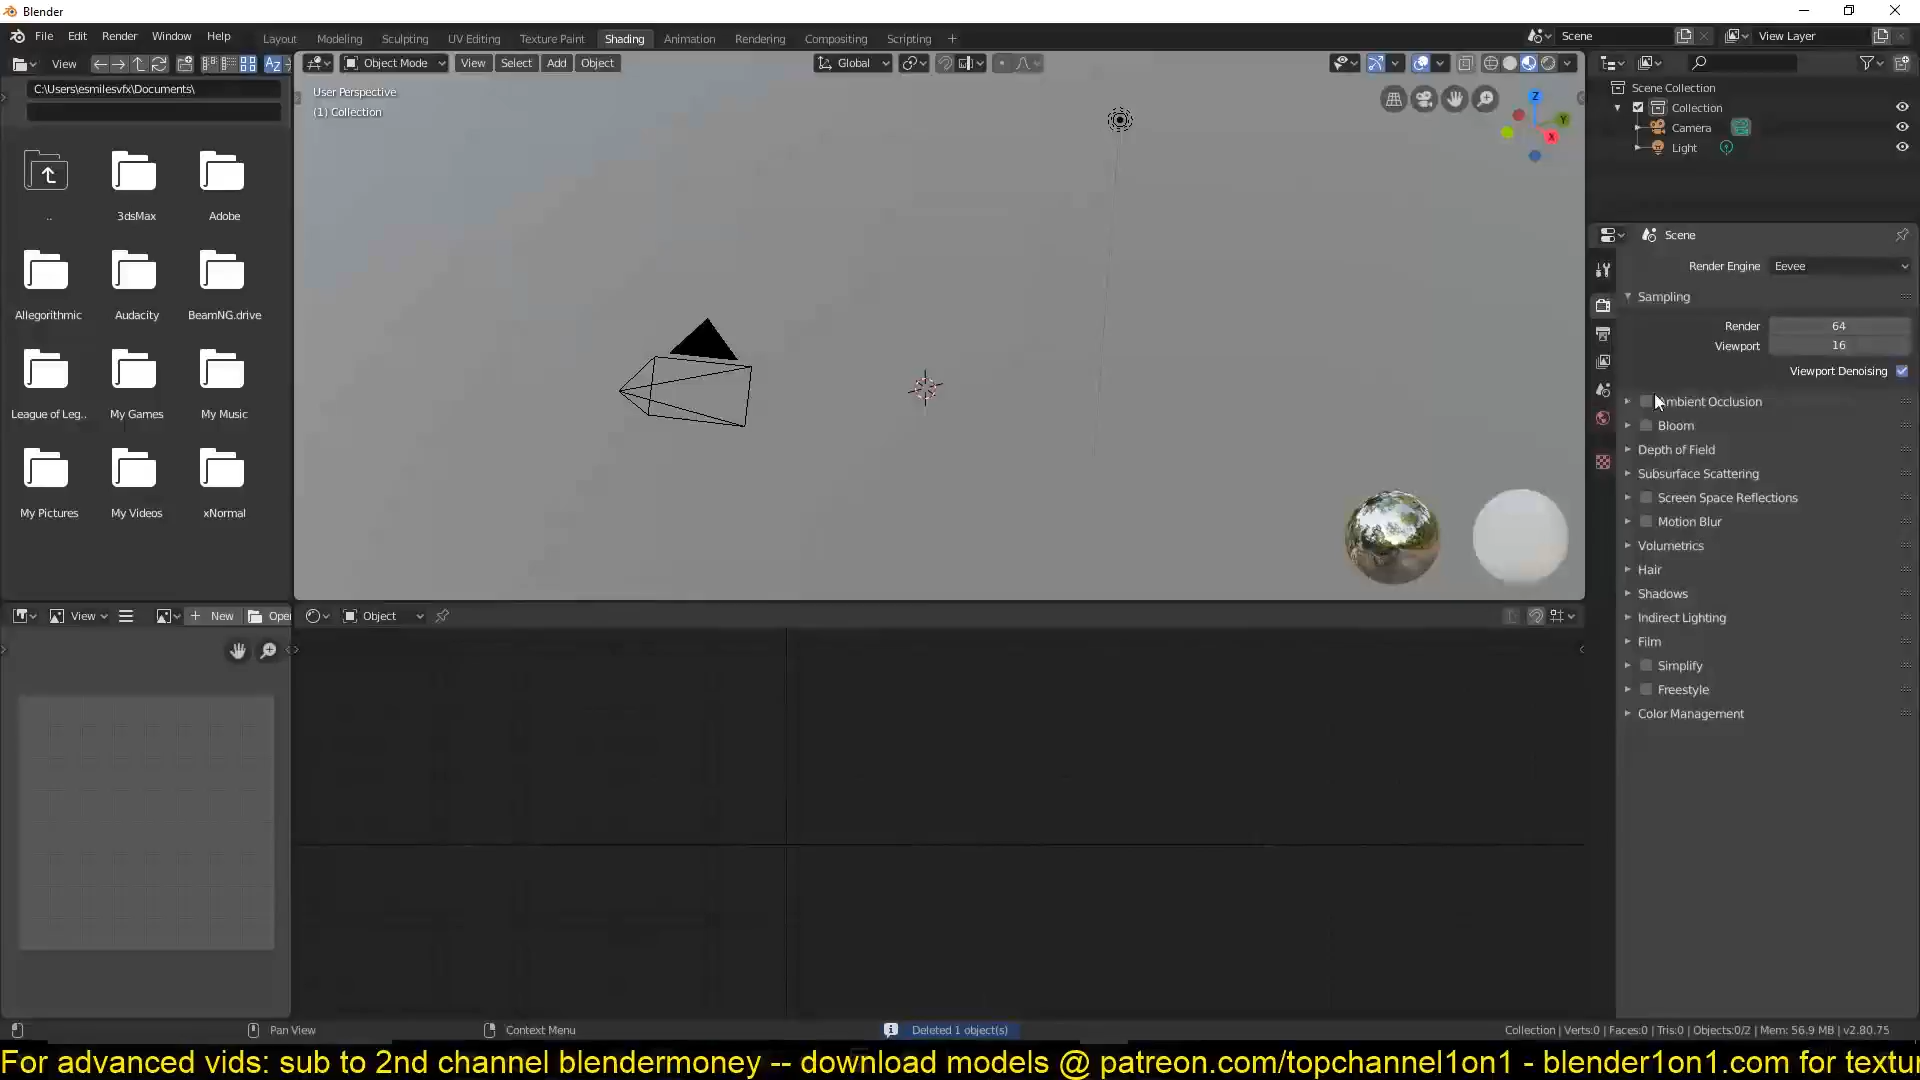 Blender
File Edit Render Window Help
Layout Modeling Sculpting UV Editing Texture Paint Shading Animation Rendering Compositing Scripting
Scene
View Layer
View
Object Mode View Select Add Object
Global
C:\Users\esmilesvfx\Documents\
User Perspective
(1) Collection
..
3dsMax
Adobe
Allegorithmic
Audacity
BeamNG.drive
League of Leg..
My Games
My Music
My Pictures
My Videos
xNormal
Z
Y
X
Scene Collection
Collection
Camera
Light
Scene
Render Engine Eevee
Sampling
Render 64
Viewport 16
Viewport Denoising
Ambient Occlusion
Bloom
Depth of Field
Subsurface Scattering
Screen Space Reflections
Motion Blur
Volumetrics
Hair
Shadows
Indirect Lighting
Film
Simplify
Freestyle
Color Management
View
New
Open
Object
Pan View
Context Menu
Deleted 1 object(s)
Collection | Verts:0 | Faces:0 | Tris:0 | Objects:0/2 | Mem: 56.9 MB | v2.80.75
For advanced vids: sub to 2nd channel blendermoney -- download models @ patreon.com/topchannel1on1 - blender1on1.com for textur